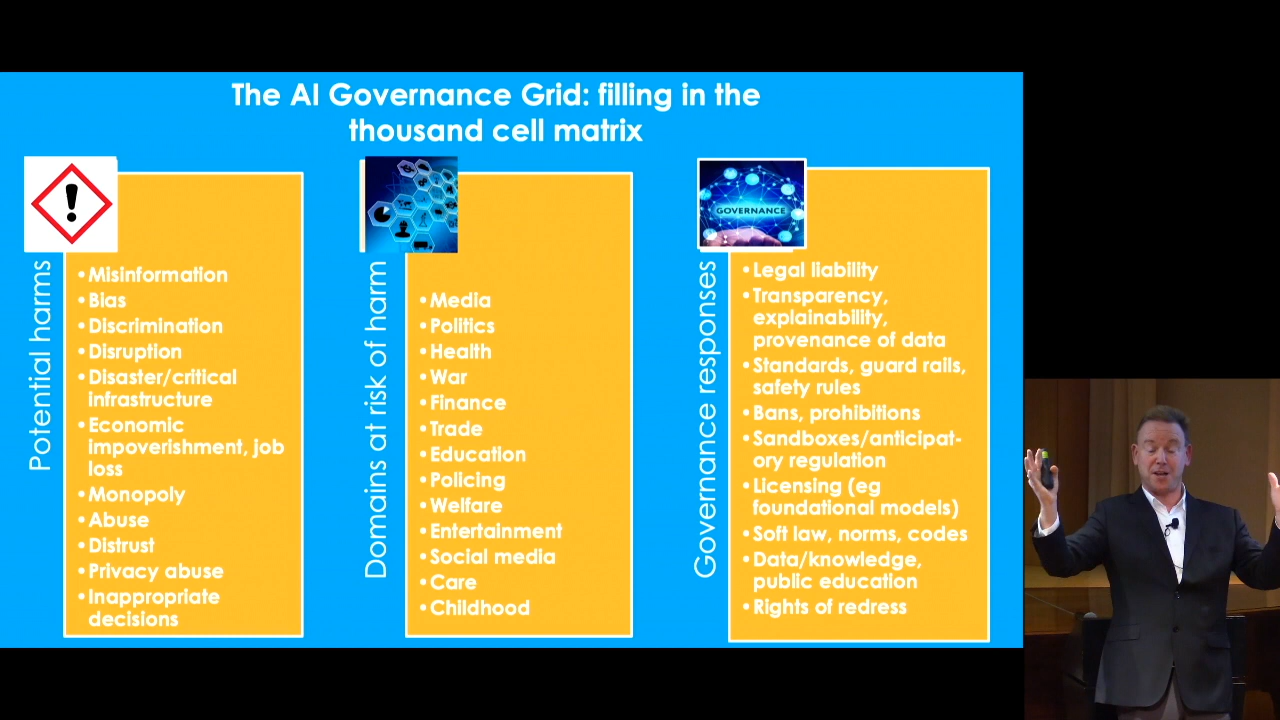 The AI Governance Grid: filling in the
thousand cell matrix
Potential harms
•Misinformation
•Bias
•Discrimination
•Disruption
•Disaster/critical
infrastructure
•Economic
impoverishment, job
loss
•Monopoly
•Abuse
•Distrust
•Privacy abuse
•Inappropriate
decisions
Domains at risk of harm
•Media
•Politics
•Health
•War
•Finance
•Trade
•Education
•Policing
•Welfare
•Entertainment
•Social media
•Care
•Childhood
GOVERNANCE
Governance responses
•Legal liability
•Transparency,
explainability,
provenance of data
•Standards, guard rails,
safety rules
•Bans, prohibitions
•Sandboxes/anticipat-
ory regulation
•Licensing (eg
foundational models)
•Soft law, norms, codes
•Data/knowledge,
public education
•Rights of redress